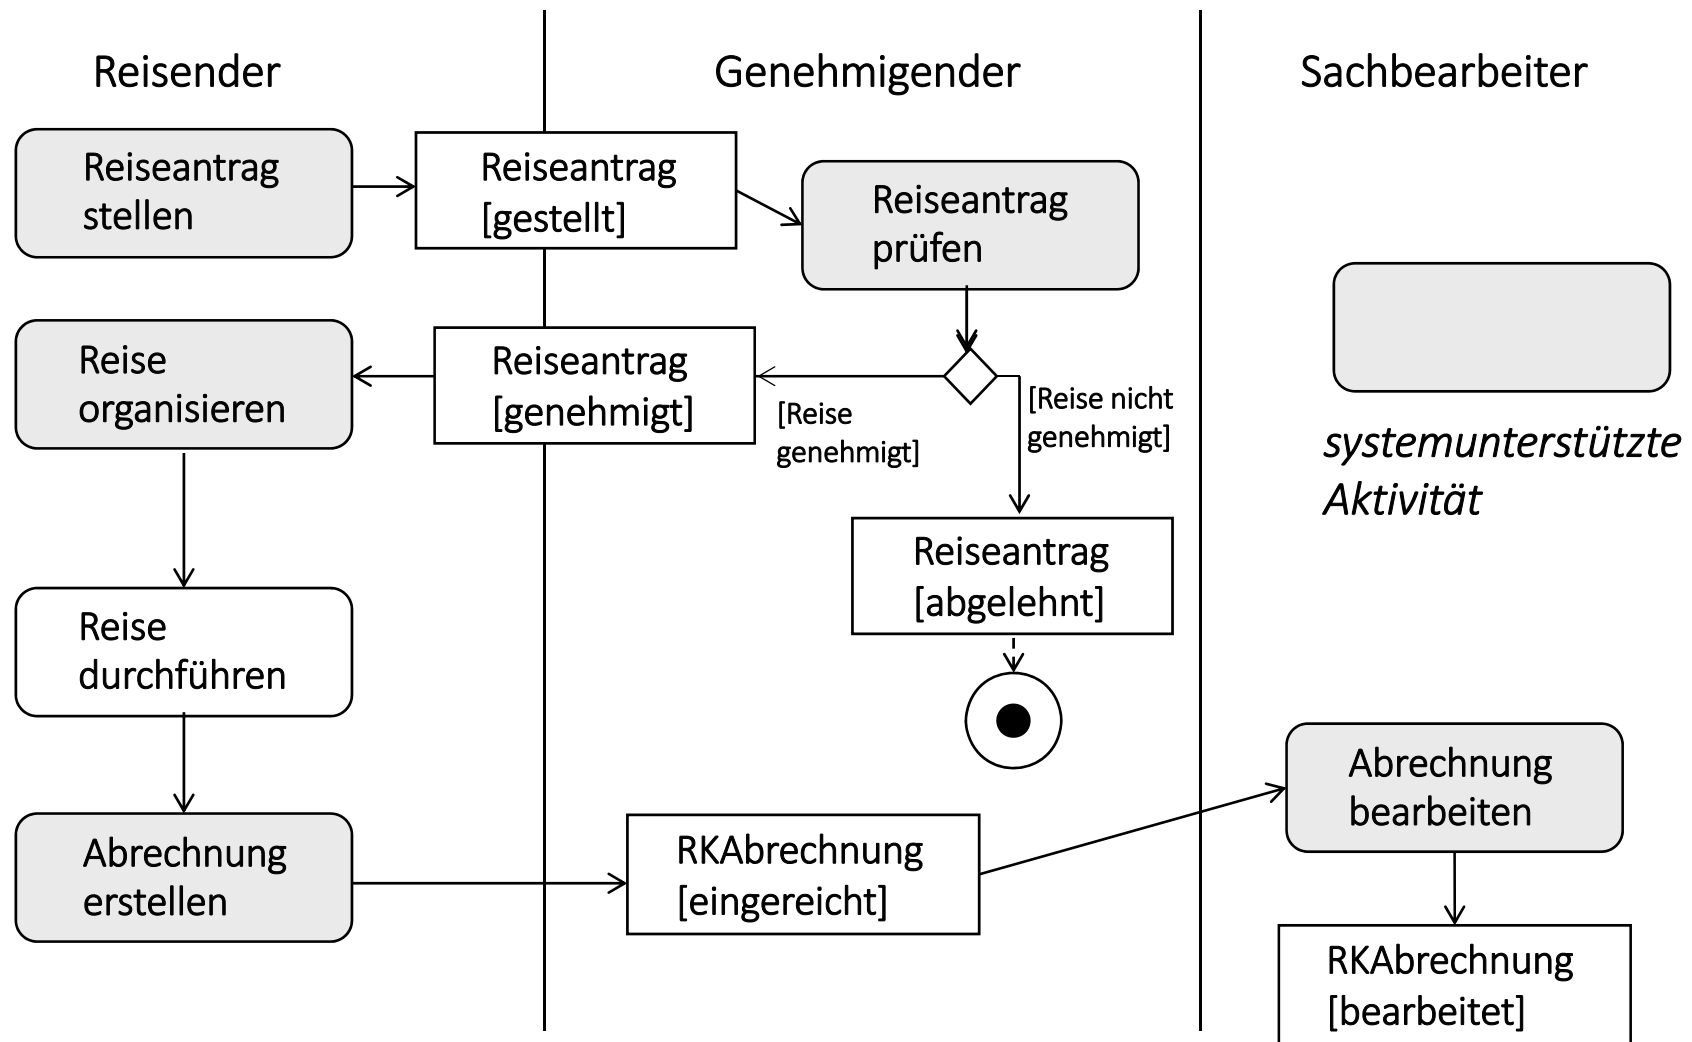 Reisender
Genehmigender
Sachbearbeiter
Reiseantrag
stellen
Reiseantrag
[gestellt]
Reiseantrag
prüfen
Reise
organisieren
Reiseantrag
[genehmigt]
[Reise
genehmigt]
[Reise nicht
genehmigt]
systemunterstützte
Aktivität
Reiseantrag
[abgelehnt]
Reise
durchführen
Abrechnung
erstellen
RKAbrechnung
[eingereicht]
Abrechnung
bearbeiten
RKAbrechnung
[bearbeitet]